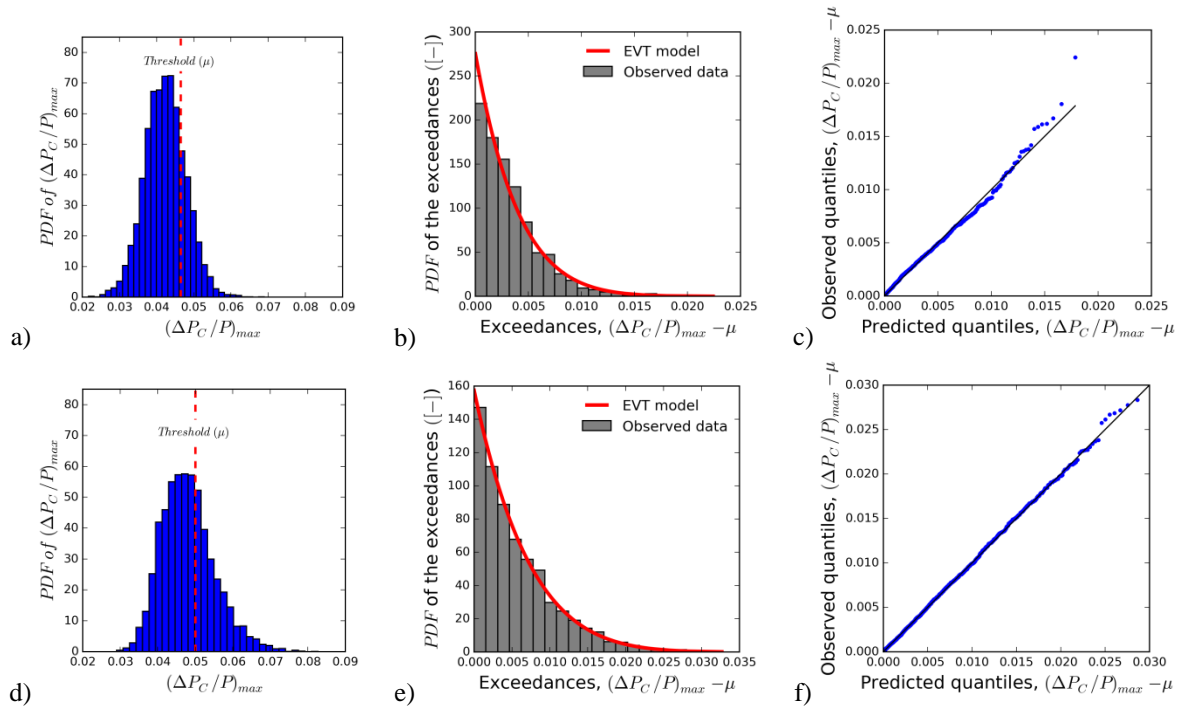 80
70
60
50
40
30
20
10
0
PDF of (ΔP_C/P)_max
Threshold (μ)
0.02 0.03 0.04 0.05 0.06 0.07 0.08 0.09
(ΔP_C/P)_max
a)
300
250
200
150
100
50
0
PDF of the exceedances ([−])
EVT model
Observed data
0.000 0.005 0.010 0.015 0.020 0.025
Exceedances, (ΔP_C/P)_max −μ
b)
0.025
0.020
0.015
0.010
0.005
0.000
Observed quantiles, (ΔP_C/P)_max −μ
0.000 0.005 0.010 0.015 0.020 0.025
Predicted quantiles, (ΔP_C/P)_max −μ
c)
80
70
60
50
40
30
20
10
0
PDF of (ΔP_C/P)_max
Threshold (μ)
0.02 0.03 0.04 0.05 0.06 0.07 0.08 0.09
(ΔP_C/P)_max
d)
160
140
120
100
80
60
40
20
0
PDF of the exceedances ([−])
EVT model
Observed data
0.000 0.005 0.010 0.015 0.020 0.025 0.030 0.035
Exceedances, (ΔP_C/P)_max −μ
e)
0.030
0.025
0.020
0.015
0.010
0.005
0.000
Observed quantiles, (ΔP_C/P)_max −μ
0.000 0.005 0.010 0.015 0.020 0.025 0.030
Predicted quantiles, (ΔP_C/P)_max −μ
f)